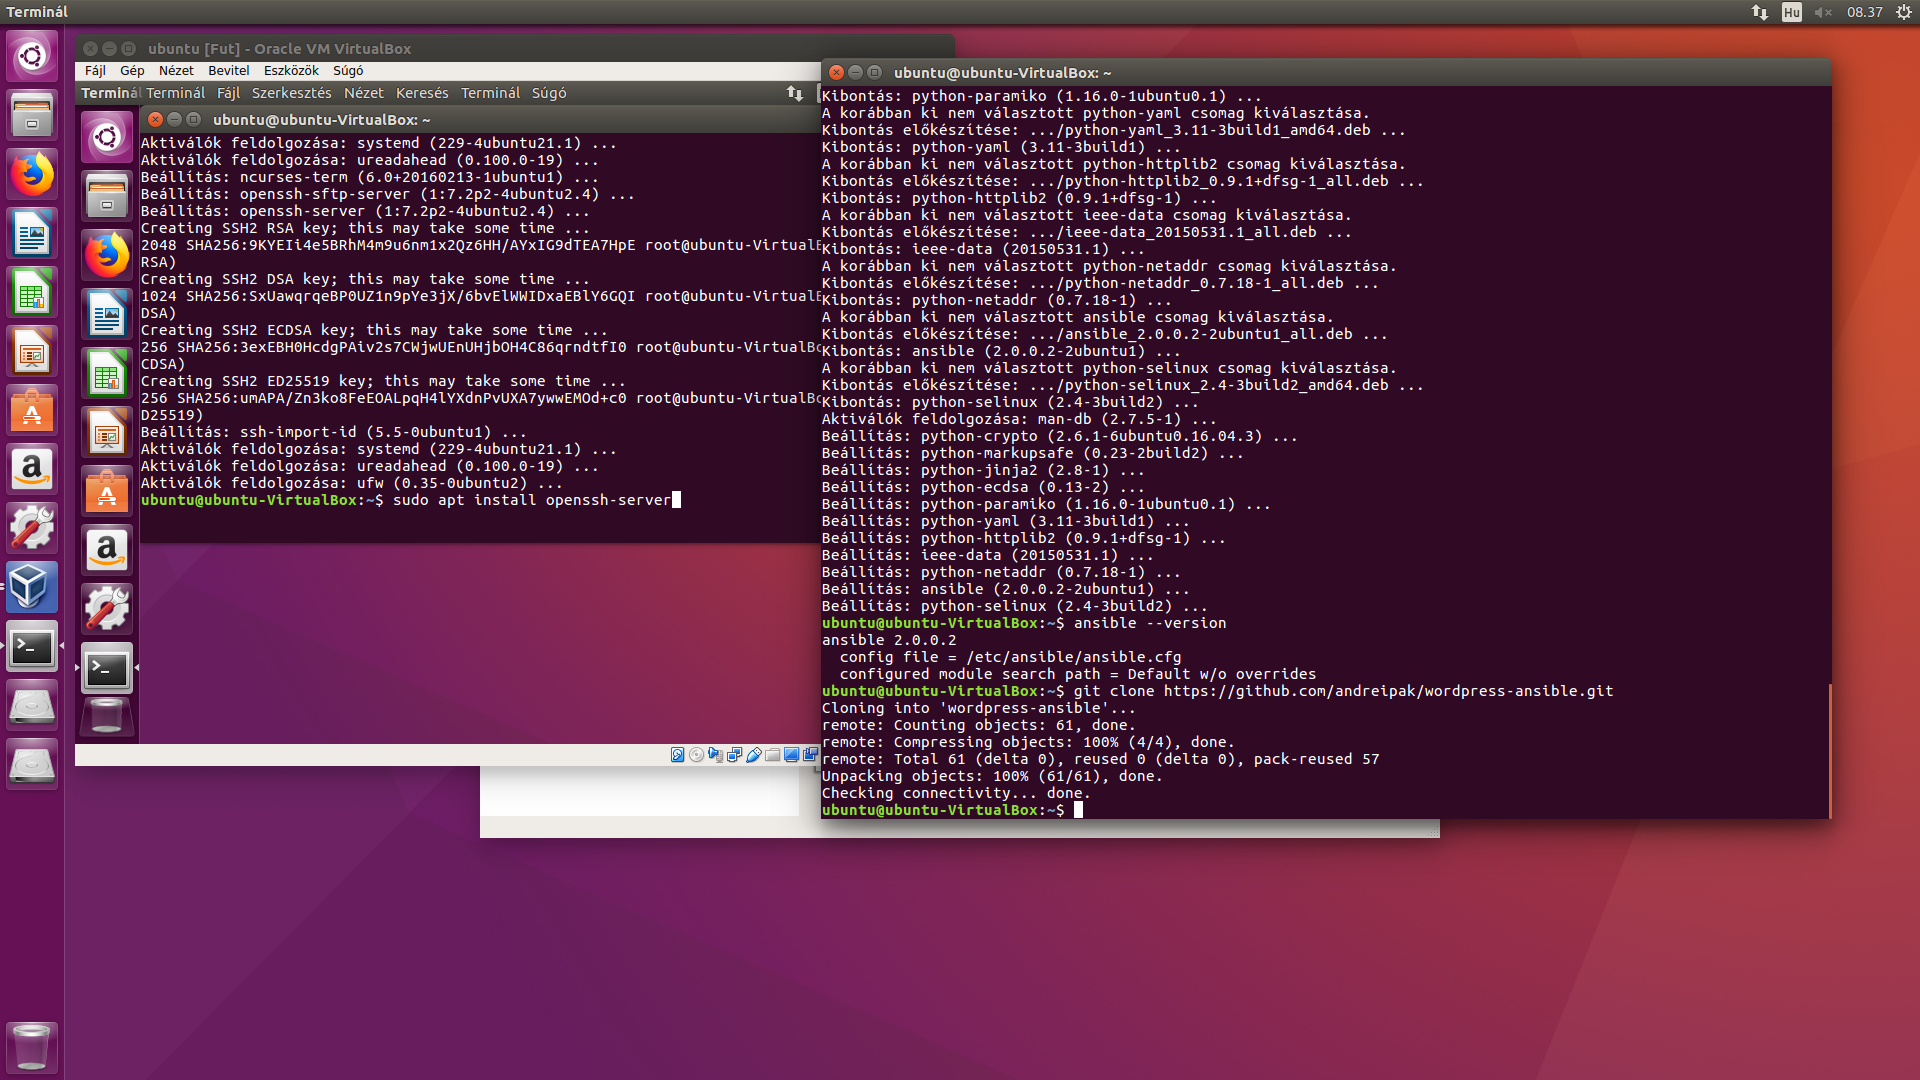 Terminál
Hu
08.37
ubuntu [Fut] - Oracle VM VirtualBox
Fájl Gép Nézet Bevitel Eszközök Súgó
Terminál Terminál Fájl Szerkesztés Nézet Keresés Terminál Súgó
ubuntu@ubuntu-VirtualBox: ~
Aktiválók feldolgozása: systemd (229-4ubuntu21.1) ...
Aktiválók feldolgozása: ureadahead (0.100.0-19) ...
Beállítás: ncurses-term (6.0+20160213-1ubuntu1) ...
Beállítás: openssh-sftp-server (1:7.2p2-4ubuntu2.4) ...
Beállítás: openssh-server (1:7.2p2-4ubuntu2.4) ...
Creating SSH2 RSA key; this may take some time ...
2048 SHA256:9KYEIi4e5BRhM4m9u6nm1x2Qz6HH/AYxIG9dTEA7HpE root@ubuntu-Virtual
RSA)
Creating SSH2 DSA key; this may take some time ...
1024 SHA256:SxUawqrqeBP0UZ1n9pYe3jX/6bvElWWIDxaEBlY6GQI root@ubuntu-Virtual
DSA)
Creating SSH2 ECDSA key; this may take some time ...
256 SHA256:3exEBH0HcdgPAiv2s7CWjwUEnUHjbOH4C86qrndtfI0 root@ubuntu-VirtualB
CDSA)
Creating SSH2 ED25519 key; this may take some time ...
256 SHA256:umAPA/Zn3ko8FeEOALpqH4lYXdnPvUXA7ywwEMOd+c0 root@ubuntu-VirtualB
D25519)
Beállítás: ssh-import-id (5.5-0ubuntu1) ...
Aktiválók feldolgozása: systemd (229-4ubuntu21.1) ...
Aktiválók feldolgozása: ureadahead (0.100.0-19) ...
Aktiválók feldolgozása: ufw (0.35-0ubuntu2) ...
ubuntu@ubuntu-VirtualBox:~$ sudo apt install openssh-server
ubuntu@ubuntu-VirtualBox: ~
Kibontás: python-paramiko (1.16.0-1ubuntu0.1) ...
A korábban ki nem választott python-yaml csomag kiválasztása.
Kibontás előkészítése: .../python-yaml_3.11-3build1_amd64.deb ...
Kibontás: python-yaml (3.11-3build1) ...
A korábban ki nem választott python-httplib2 csomag kiválasztása.
Kibontás előkészítése: .../python-httplib2_0.9.1+dfsg-1_all.deb ...
Kibontás: python-httplib2 (0.9.1+dfsg-1) ...
A korábban ki nem választott ieee-data csomag kiválasztása.
Kibontás előkészítése: .../ieee-data_20150531.1_all.deb ...
Kibontás: ieee-data (20150531.1) ...
A korábban ki nem választott python-netaddr csomag kiválasztása.
Kibontás előkészítése: .../python-netaddr_0.7.18-1_all.deb ...
Kibontás: python-netaddr (0.7.18-1) ...
A korábban ki nem választott ansible csomag kiválasztása.
Kibontás előkészítése: .../ansible_2.0.0.2-2ubuntu1_all.deb ...
Kibontás: ansible (2.0.0.2-2ubuntu1) ...
A korábban ki nem választott python-selinux csomag kiválasztása.
Kibontás előkészítése: .../python-selinux_2.4-3build2_amd64.deb ...
Kibontás: python-selinux (2.4-3build2) ...
Aktiválók feldolgozása: man-db (2.7.5-1) ...
Beállítás: python-crypto (2.6.1-6ubuntu0.16.04.3) ...
Beállítás: python-markupsafe (0.23-2build2) ...
Beállítás: python-jinja2 (2.8-1) ...
Beállítás: python-ecdsa (0.13-2) ...
Beállítás: python-paramiko (1.16.0-1ubuntu0.1) ...
Beállítás: python-yaml (3.11-3build1) ...
Beállítás: python-httplib2 (0.9.1+dfsg-1) ...
Beállítás: ieee-data (20150531.1) ...
Beállítás: python-netaddr (0.7.18-1) ...
Beállítás: ansible (2.0.0.2-2ubuntu1) ...
Beállítás: python-selinux (2.4-3build2) ...
ubuntu@ubuntu-VirtualBox:~$ ansible --version
ansible 2.0.0.2
config file = /etc/ansible/ansible.cfg
configured module search path = Default w/o overrides
ubuntu@ubuntu-VirtualBox:~$ git clone https://github.com/andreipak/wordpress-ansible.git
Cloning into 'wordpress-ansible'...
remote: Counting objects: 61, done.
remote: Compressing objects: 100% (4/4), done.
remote: Total 61 (delta 0), reused 0 (delta 0), pack-reused 57
Unpacking objects: 100% (61/61), done.
Checking connectivity... done.
ubuntu@ubuntu-VirtualBox:~$